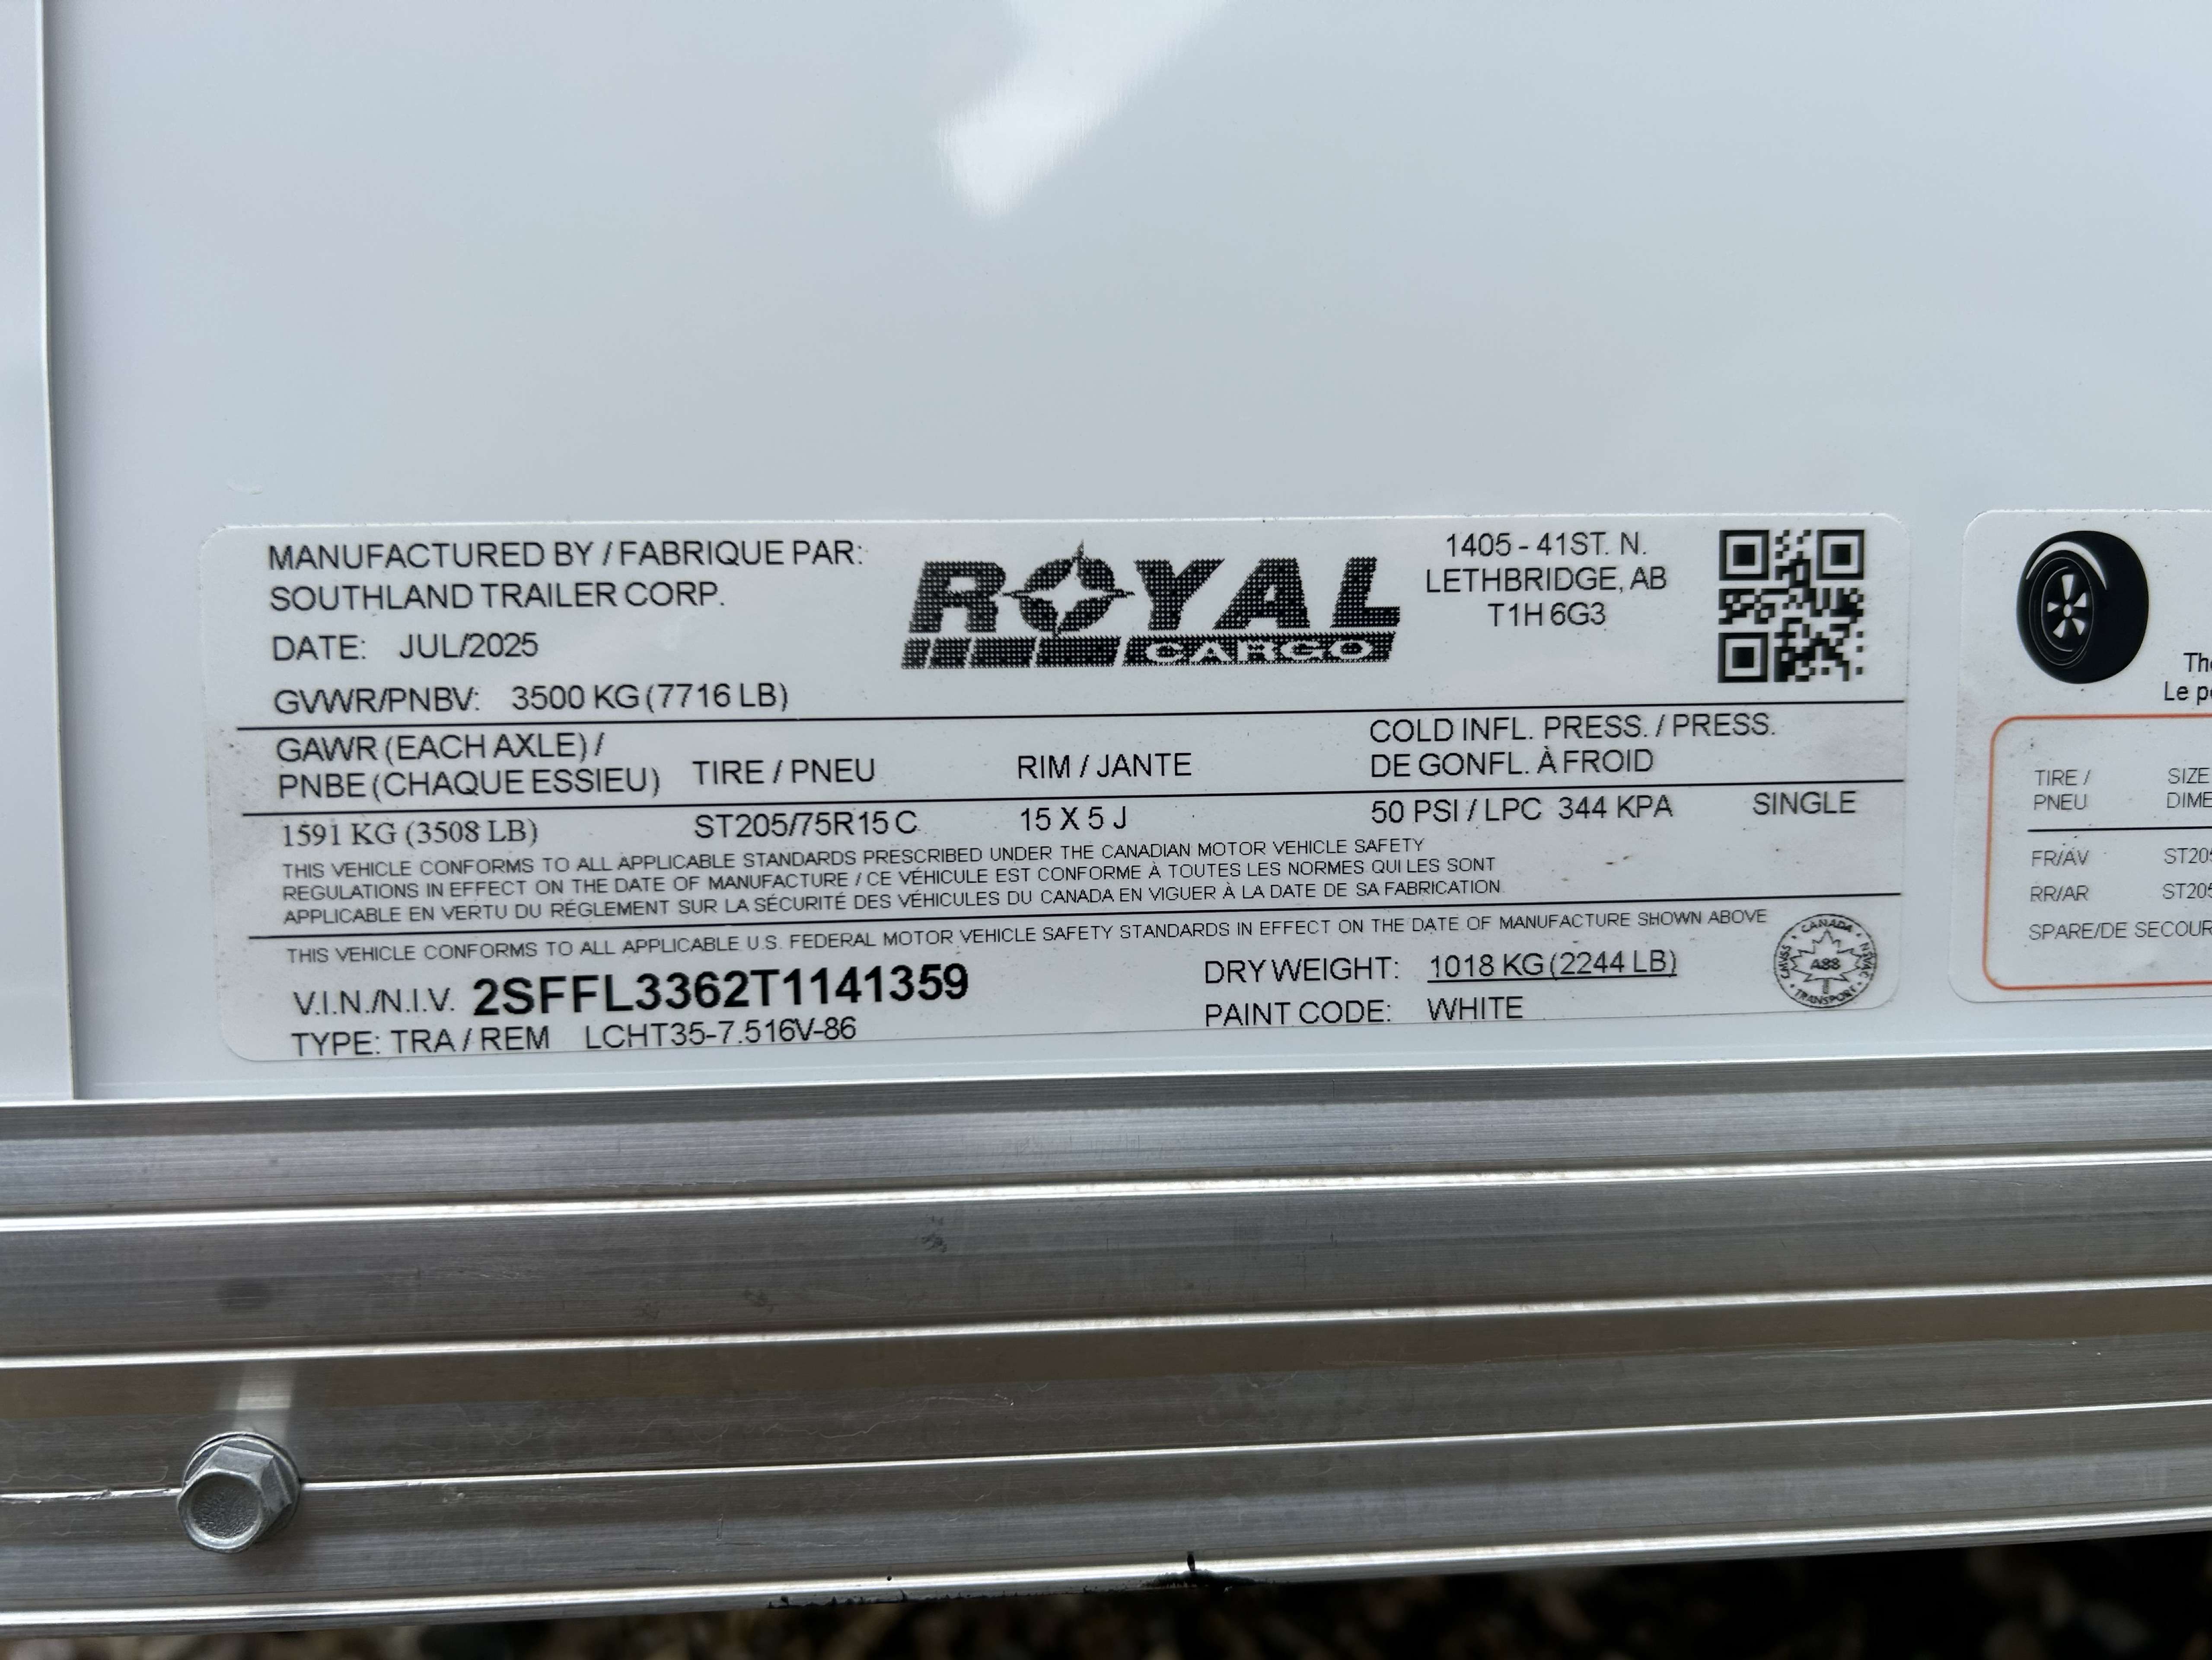 MANUFACTURED BY / FABRIQUE PAR:
SOUTHLAND TRAILER CORP.
DATE: JUL/2025
GVWR/PNBV: 3500 KG (7716 LB)
ROYAL
CARGO
1405 - 41ST. N.
LETHBRIDGE, AB
T1H 6G3
GAWR (EACH AXLE) /
PNBE (CHAQUE ESSIEU)
TIRE / PNEU
RIM / JANTE
COLD INFL. PRESS. / PRESS.
DE GONFL. À FROID
1591 KG (3508 LB) ST205/75R15 C 15 X 5 J 50 PSI / LPC 344 KPA SINGLE
THIS VEHICLE CONFORMS TO ALL APPLICABLE STANDARDS PRESCRIBED UNDER THE CANADIAN MOTOR VEHICLE SAFETY
REGULATIONS IN EFFECT ON THE DATE OF MANUFACTURE / CE VÉHICULE EST CONFORME À TOUTES LES NORMES QUI LES SONT
APPLICABLE EN VERTU DU RÉGLEMENT SUR LA SÉCURITÉ DES VÉHICULES DU CANADA EN VIGUER À LA DATE DE SA FABRICATION
THIS VEHICLE CONFORMS TO ALL APPLICABLE U.S. FEDERAL MOTOR VEHICLE SAFETY STANDARDS IN EFFECT ON THE DATE OF MANUFACTURE SHOWN ABOVE
V.I.N./N.I.V. 2SFFL3362T1141359
TYPE: TRA / REM LCHT35-7.516V-86
DRY WEIGHT: 1018 KG (2244 LB)
PAINT CODE: WHITE
CANADA
CMVSS
NSVAC
A88
TRANSPORT
Le
TIRE /
PNEU
SIZE
FR/AV
RR/AR